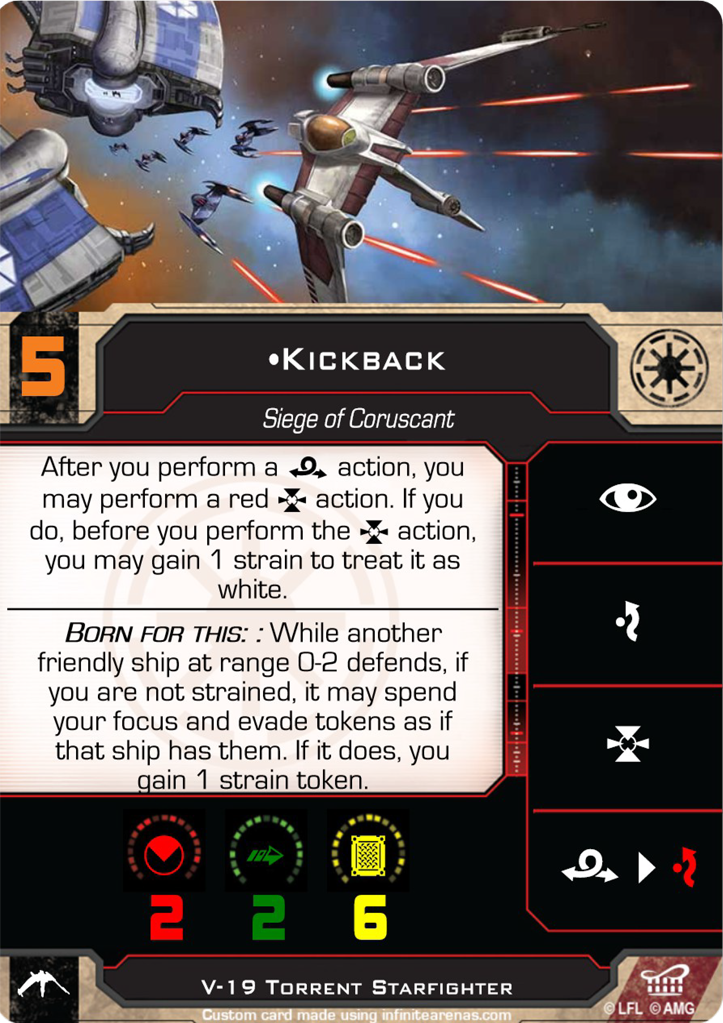 5
•Kickback
Siege of Coruscant
After you perform a action, you
may perform a red action. If you
do, before you perform the action,
you may gain 1 strain to treat it as
white.
Born for this: : While another
friendly ship at range 0-2 defends, if
you are not strained, it may spend
your focus and evade tokens as if
that ship has them. If it does, you
gain 1 strain token.
2 2 6
V-19 Torrent Starfighter
© LFL © AMG
Custom card made using infinitearenas.com